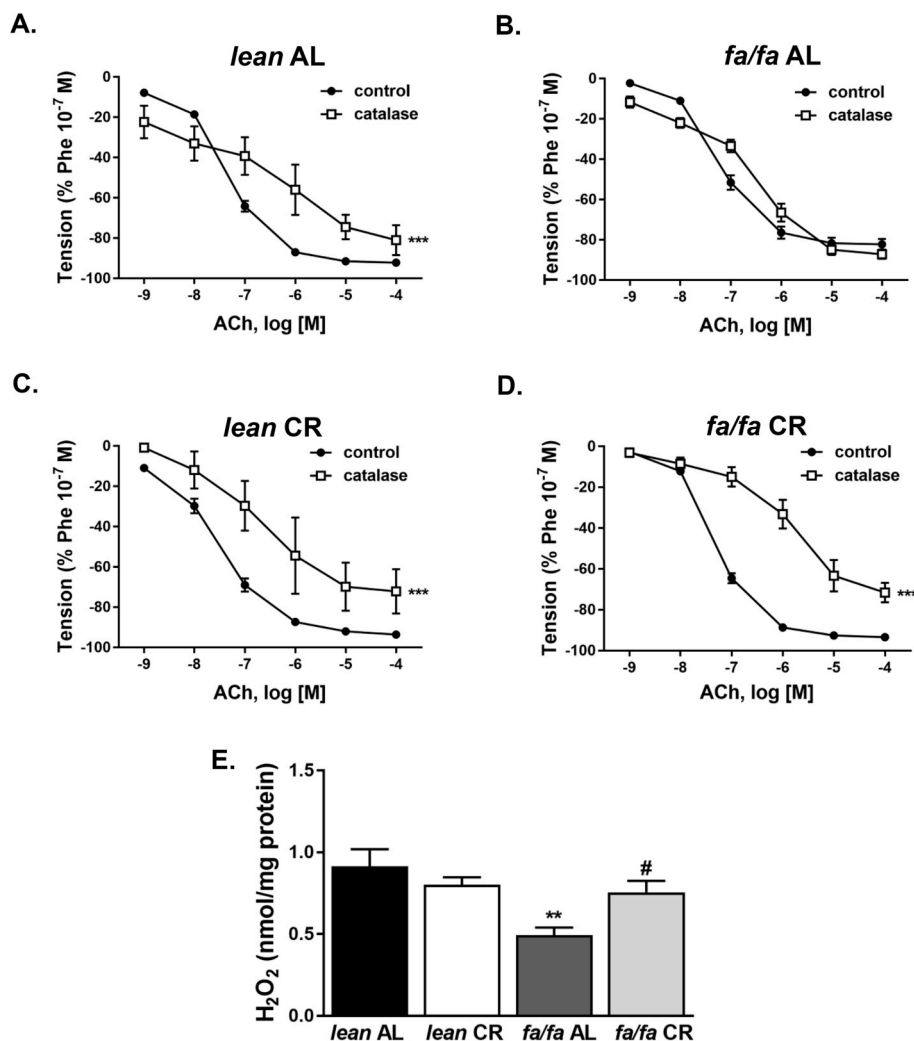 A.
lean AL
control
catalase
0
-20
-40
-60
-80
-100
Tension (% Phe 10⁻⁷ M)
***
-9 -8 -7 -6 -5 -4
ACh, log [M]
B.
fa/fa AL
control
catalase
0
-20
-40
-60
-80
-100
Tension (% Phe 10⁻⁷ M)
-9 -8 -7 -6 -5 -4
ACh, log [M]
C.
lean CR
control
catalase
0
-20
-40
-60
-80
-100
Tension (% Phe 10⁻⁷ M)
***
-9 -8 -7 -6 -5 -4
ACh, log [M]
D.
fa/fa CR
control
catalase
0
-20
-40
-60
-80
-100
Tension (% Phe 10⁻⁷ M)
***
-9 -8 -7 -6 -5 -4
ACh, log [M]
E.
1.5
1.0
0.5
0.0
H₂O₂ (nmol/mg protein)
**
#
lean AL lean CR fa/fa AL fa/fa CR